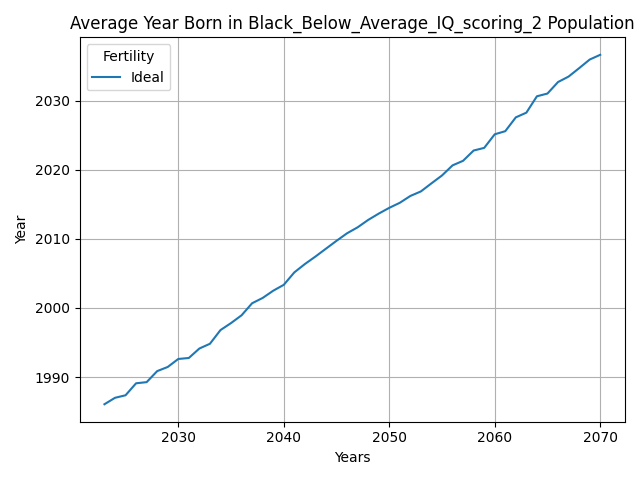 Average Year Born in Black_Below_Average_IQ_scoring_2 Population
Fertility
Ideal
Year
2030
2020
2010
2000
1990
2030 2040 2050 2060 2070
Years